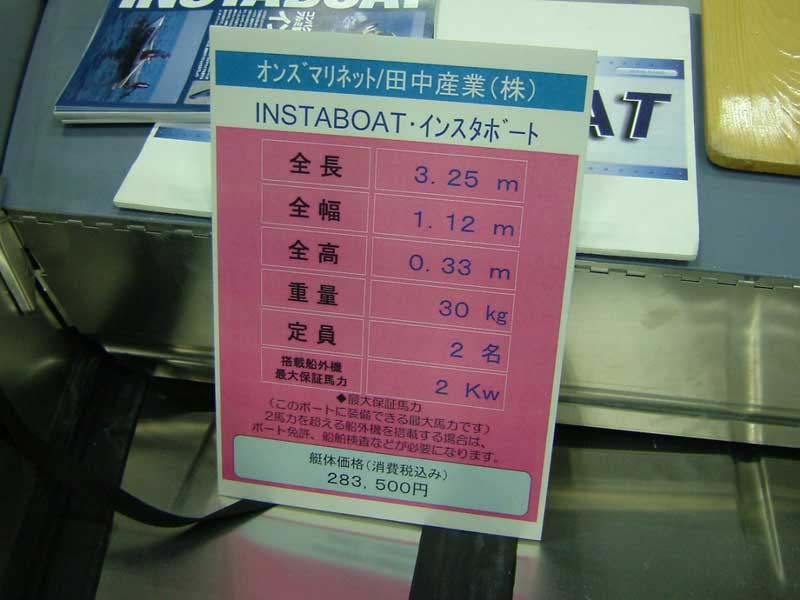 INSTABOAT
オンズマリネット/田中産業(株)
INSTABOAT・インスタボート
全長 3.25 m
全幅 1.12 m
全高 0.33 m
重量 30 kg
定員 2 名
搭載船外機
最大保証馬力 2 Kw
◆最大保証馬力
(このボートに装備できる最大馬力です)
2馬力を超える船外機を搭載する場合は、
ボート免許、船舶検査などが必要になります。
艇体価格(消費税込み)
283,500円
AT